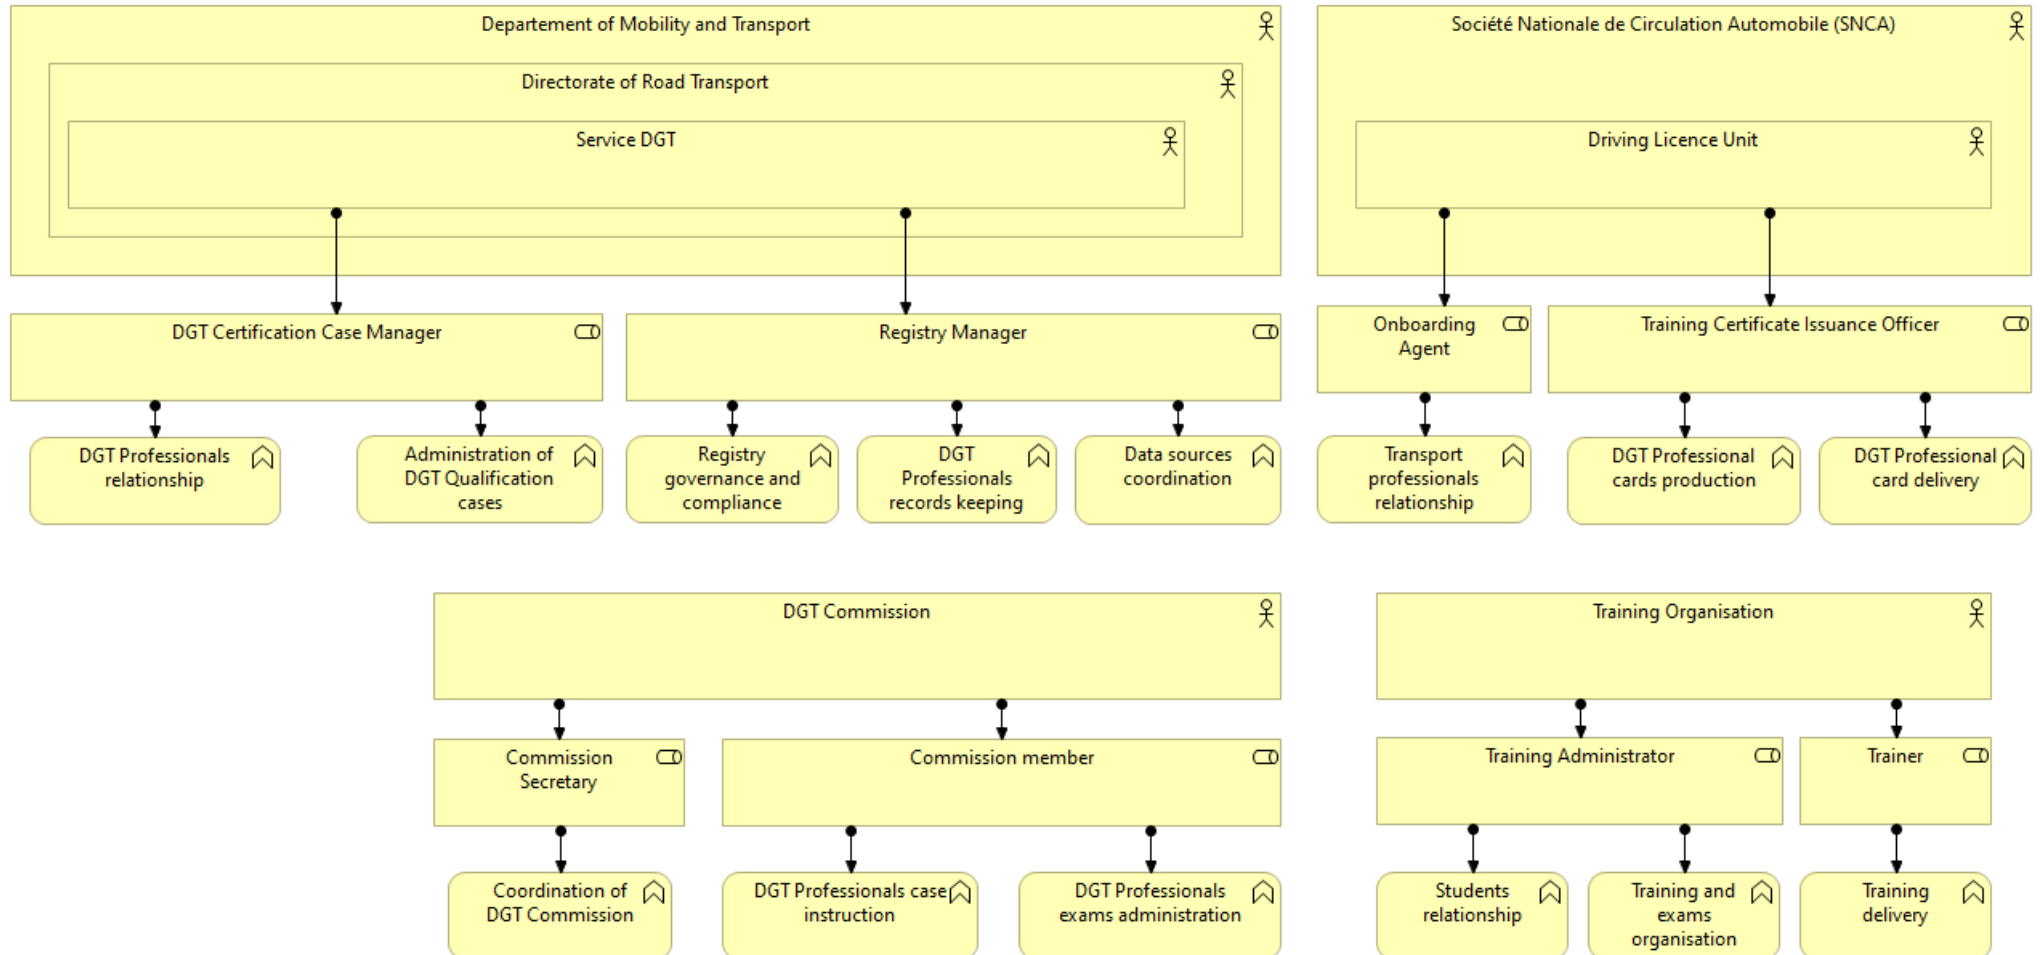 Departement of Mobility and Transport
Directorate of Road Transport
Service DGT
Société Nationale de Circulation Automobile (SNCA)
Driving Licence Unit
DGT Certification Case Manager
Registry Manager
Onboarding
Agent
Training Certificate Issuance Officer
DGT Professionals
relationship
Administration of
DGT Qualification
cases
Registry
governance and
compliance
DGT
Professionals
records keeping
Data sources
coordination
Transport
professionals
relationship
DGT Professional
cards production
DGT Professional
card delivery
DGT Commission
Training Organisation
Commission
Secretary
Commission member
Training Administrator
Trainer
Coordination of
DGT Commission
DGT Professionals case
instruction
DGT Professionals
exams administration
Students
relationship
Training and
exams
organisation
Training
delivery